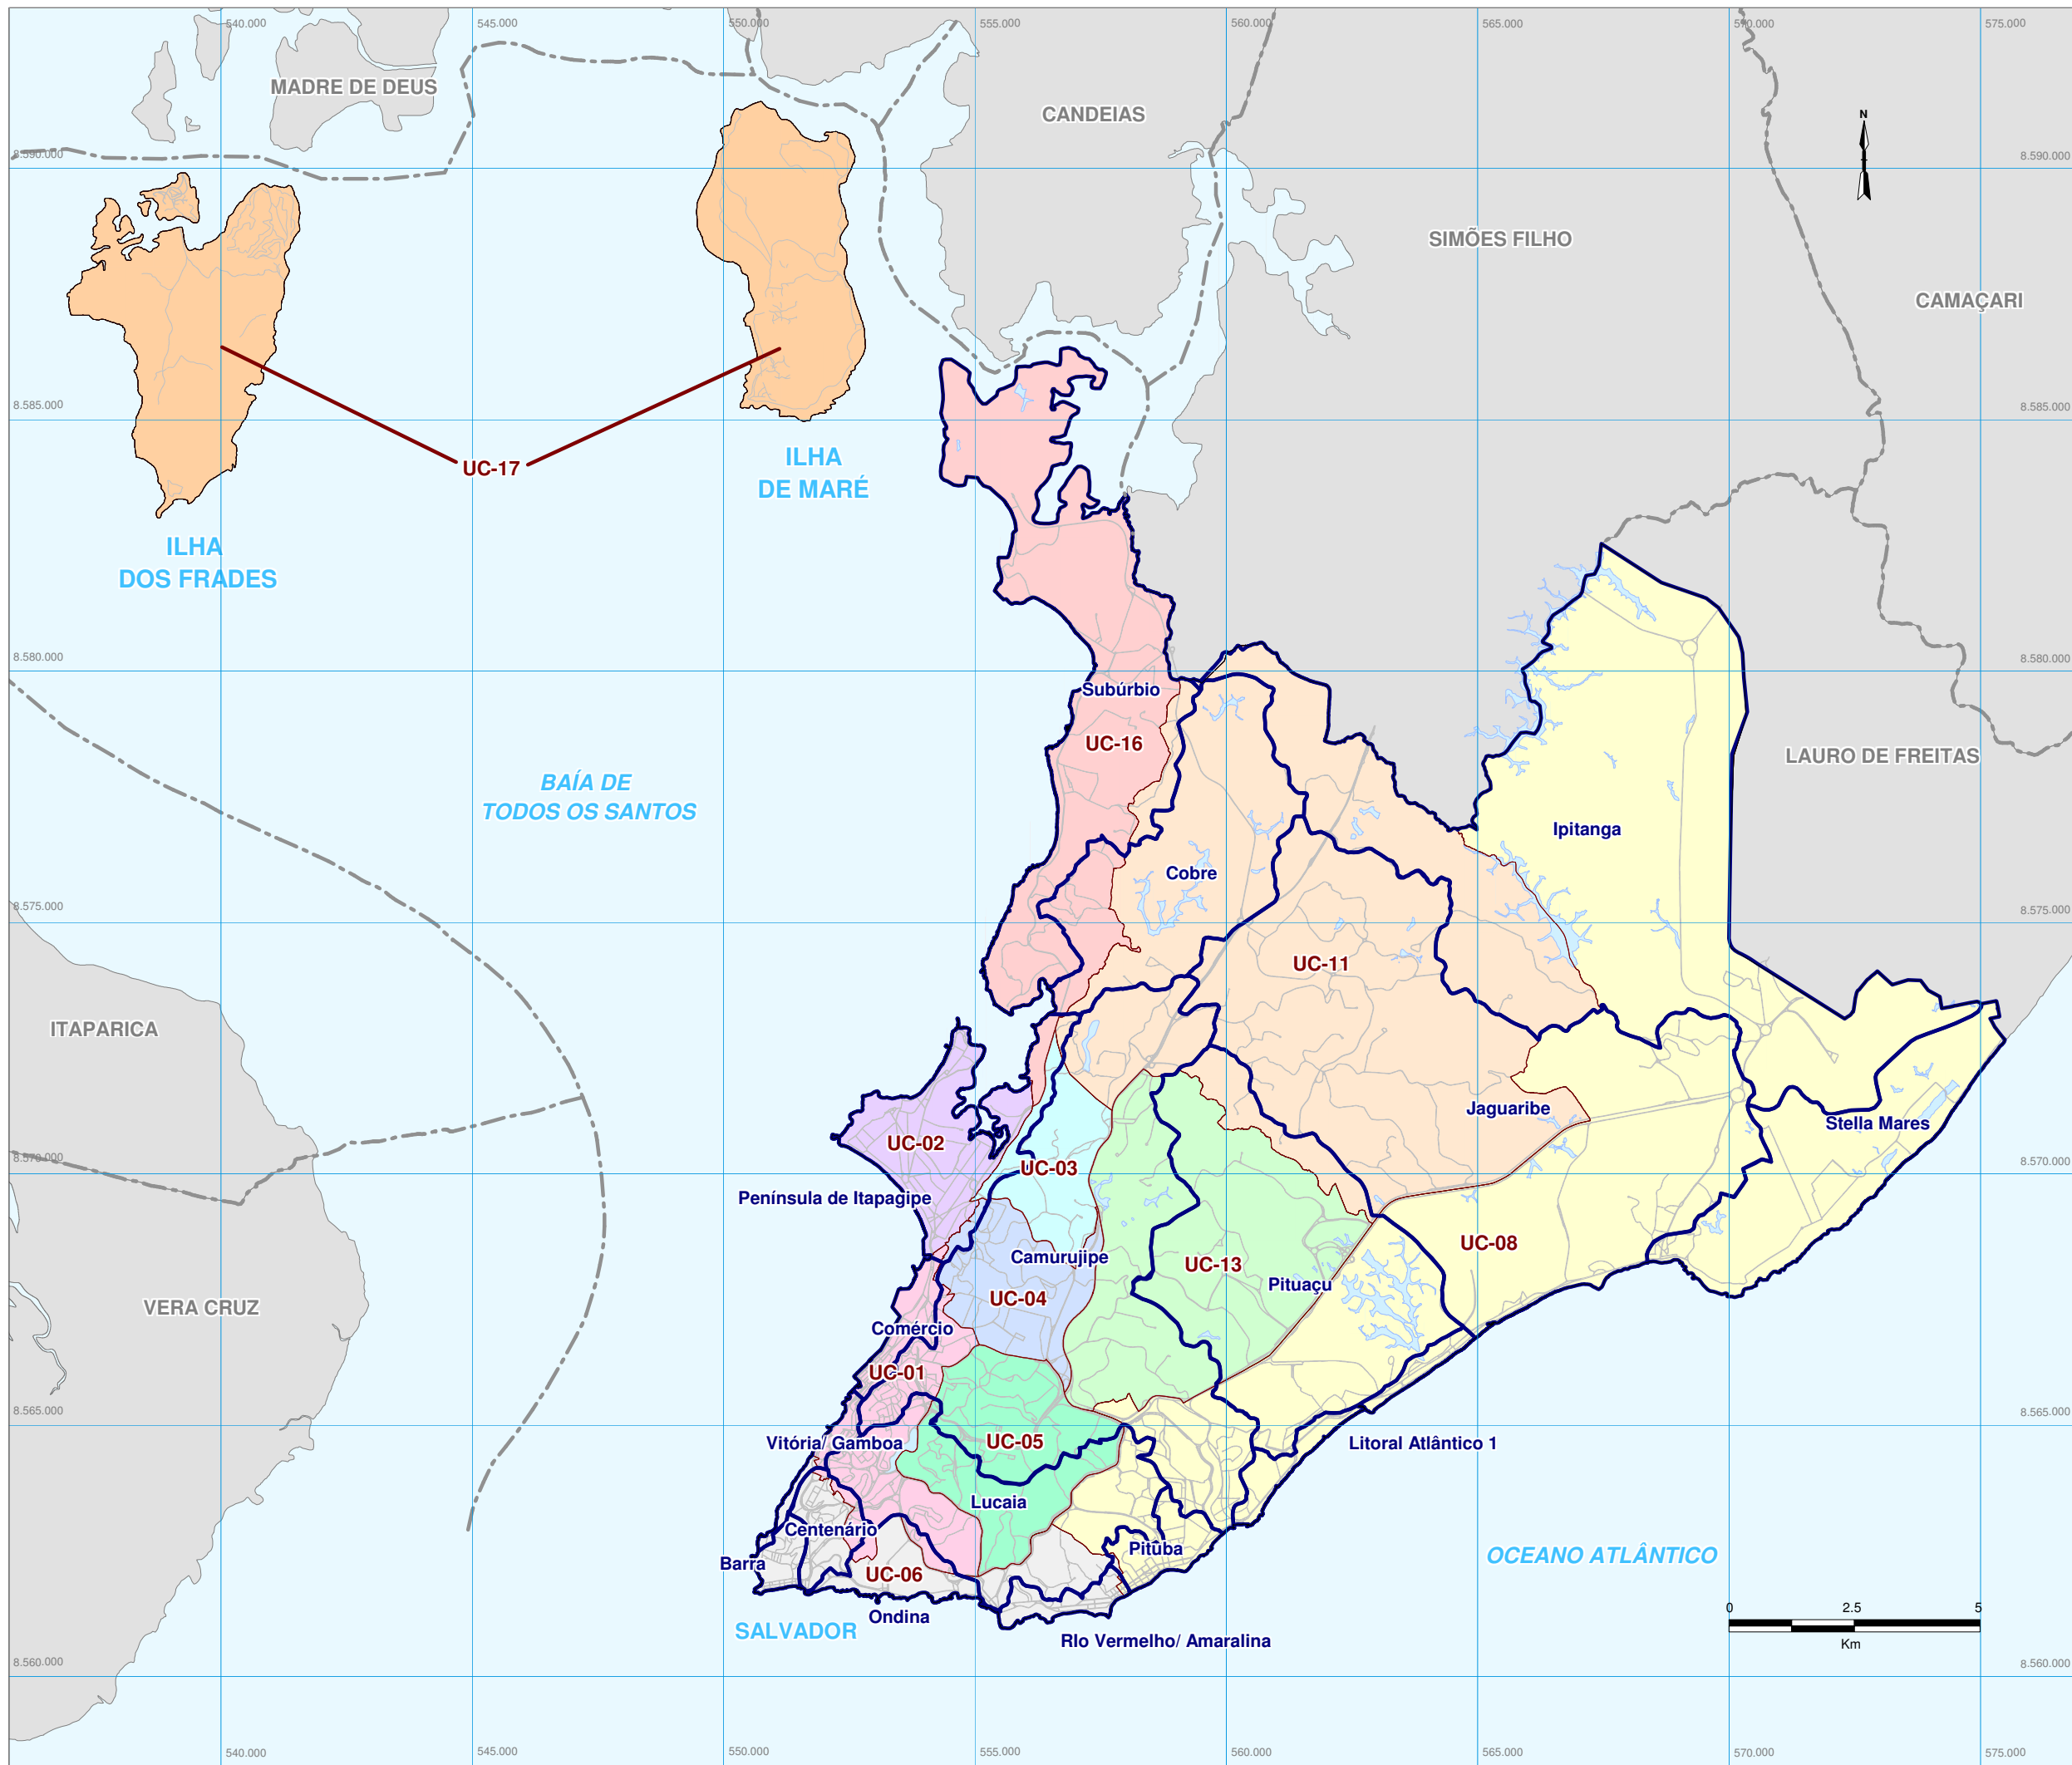 540.000
545.000
550.000
555.000
560.000
565.000
570.000
575.000
MADRE DE DEUS
CANDEIAS
N
8.590.000
8.590.000
SIMÕES FILHO
CAMAÇARI
8.585.000
8.585.000
UC-17
ILHA
DE MARÉ
ILHA
DOS FRADES
8.580.000
8.580.000
Subúrbio
UC-16
BAÍA DE
TODOS OS SANTOS
LAURO DE FREITAS
Ipitanga
Cobre
8.575.000
8.575.000
UC-11
ITAPARICA
Jaguaribe
Stella Mares
UC-02
8.570.000
8.570.000
UC-03
Península de Itapagipe
UC-08
Camurujipe
UC-13
Pituaçu
UC-04
VERA CRUZ
Comércio
UC-01
8.565.000
8.565.000
Vitória/ Gamboa
UC-05
Litoral Atlântico 1
Lucaia
Centenário
Pituba
OCEANO ATLÂNTICO
Barra
UC-06
0
2.5
5
Km
Ondina
SALVADOR
RIo Vermelho/ Amaralina
8.560.000
8.560.000
540.000
545.000
550.000
555.000
560.000
565.000
570.000
575.000